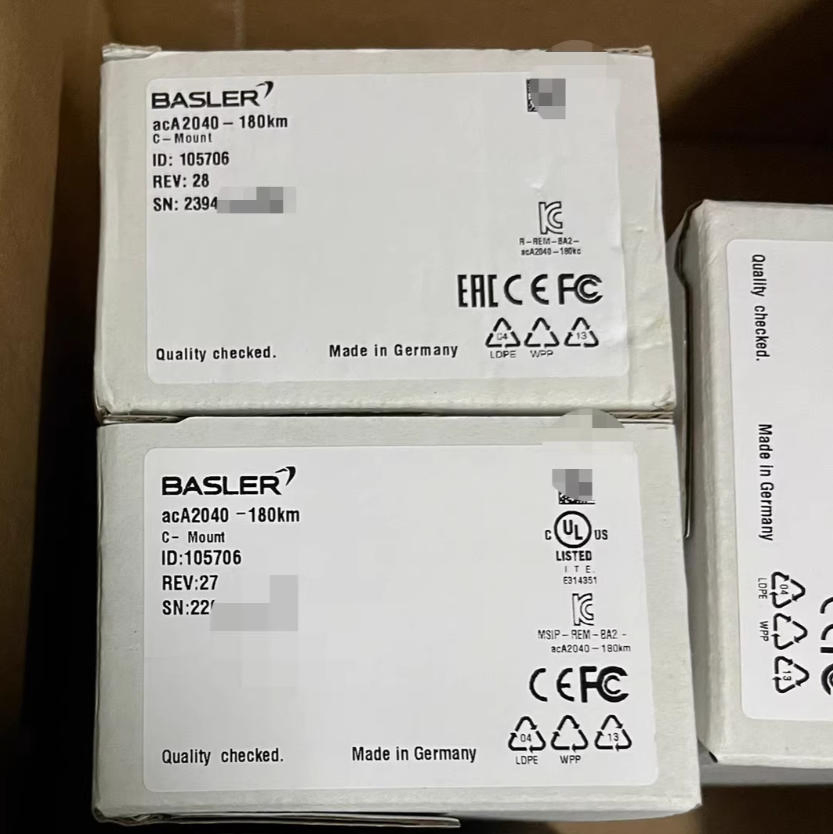 BASLER
acA2040 – 180km
C – Mount
ID: 105706
REV: 28
SN: 2394
R – REM – BA2 –
acA2040 – 180kc
EAC CE FC
04 13
LDPE WPP
Quality checked. Made in Germany
BASLER
acA2040 – 180km
C- Mount
ID:105706
REV:27
SN:22
C UL US
LISTED
I T E.
E314351
MSIP – REM – BA2 -
acA2040 – 180km
CE FC
04 13
LDPE WPP
Quality checked. Made in Germany
Quality checked. Made in Germany
04 13
LDPE WPP